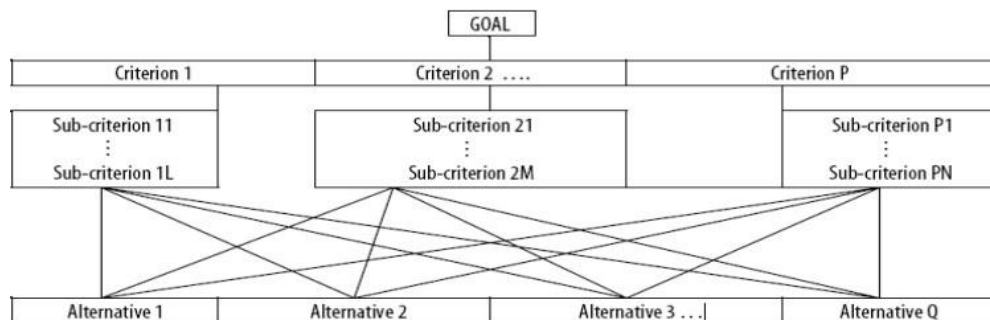 GOAL
Criterion 1 Criterion 2 .... Criterion P
Sub-criterion 11 Sub-criterion 21 Sub-criterion P1
⋮ ⋮ ⋮
Sub-criterion 1L Sub-criterion 2M Sub-criterion PN
Alternative 1 Alternative 2 Alternative 3 ... Alternative Q